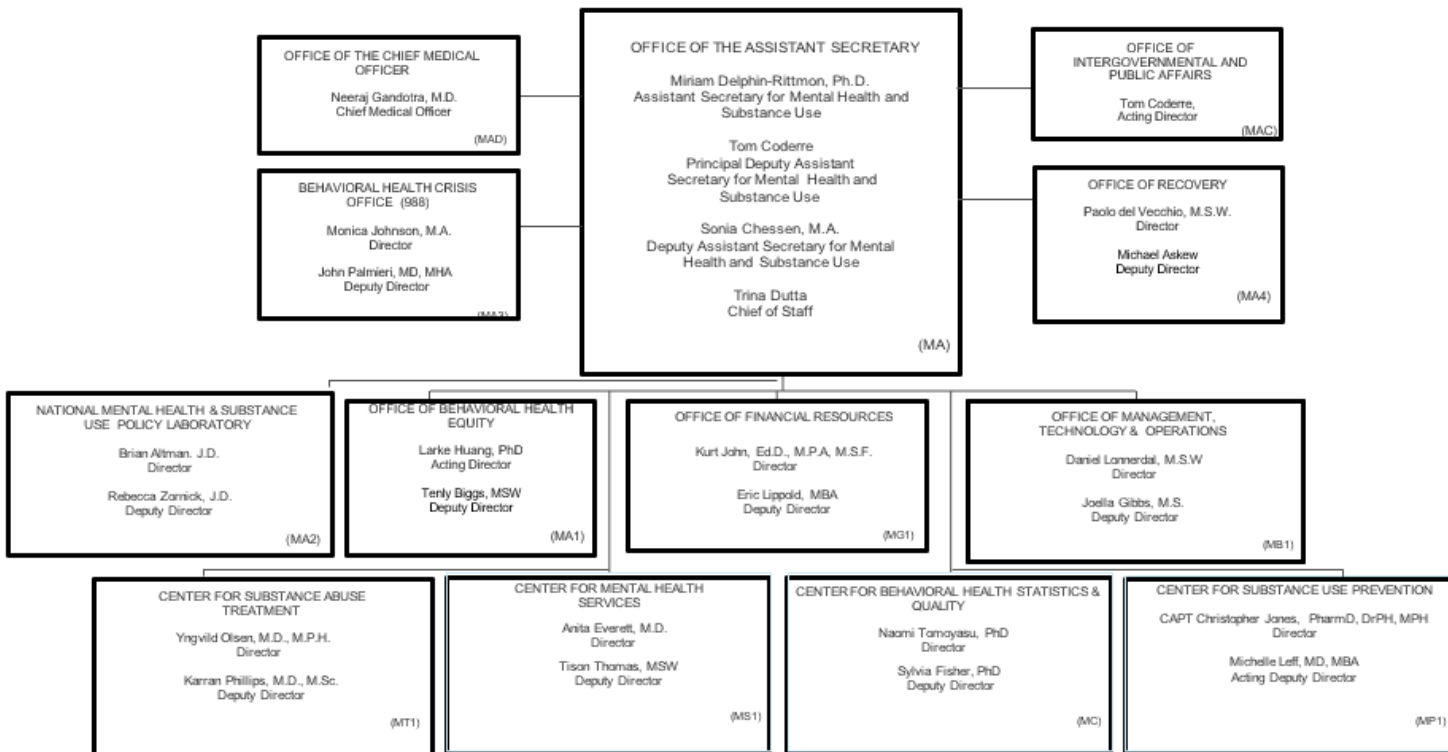 OFFICE OF THE CHIEF MEDICAL
OFFICER
Neeraj Gandotra, M.D.
Chief Medical Officer
(MAD)
BEHAVIORAL HEALTH CRISIS
OFFICE (988)
Monica Johnson, M.A.
Director
John Palmieri, MD, MHA
Deputy Director
(MA3)
OFFICE OF THE ASSISTANT SECRETARY
Miriam Delphin-Rittmon, Ph.D.
Assistant Secretary for Mental Health and
Substance Use
Tom Coderre
Principal Deputy Assistant
Secretary for Mental Health and
Substance Use
Sonia Chessen, M.A.
Deputy Assistant Secretary for Mental
Health and Substance Use
Trina Dutta
Chief of Staff
(MA)
OFFICE OF
INTERGOVERNMENTAL AND
PUBLIC AFFAIRS
Tom Coderre,
Acting Director
(MAC)
OFFICE OF RECOVERY
Paolo del Vecchio, M.S.W.
Director
Michael Askew
Deputy Director
(MA4)
NATIONAL MENTAL HEALTH & SUBSTANCE
USE POLICY LABORATORY
Brian Altman. J.D.
Director
Rebecca Zornick, J.D.
Deputy Director
(MA2)
OFFICE OF BEHAVIORAL HEALTH
EQUITY
Larke Huang, PhD
Acting Director
Tenly Biggs, MSW
Deputy Director
(MA1)
OFFICE OF FINANCIAL RESOURCES
Kurt John, Ed.D., M.P.A, M.S.F.
Director
Eric Lippold, MBA
Deputy Director
(MG1)
OFFICE OF MANAGEMENT,
TECHNOLOGY & OPERATIONS
Daniel Lonnerdal, M.S.W
Director
Joella Gibbs, M.S.
Deputy Director
(MB1)
CENTER FOR SUBSTANCE ABUSE
TREATMENT
Yngvild Olsen, M.D., M.P.H.
Director
Karran Phillips, M.D., M.Sc.
Deputy Director
(MT1)
CENTER FOR MENTAL HEALTH
SERVICES
Anita Everett, M.D.
Director
Tison Thomas, MSW
Deputy Director
(MS1)
CENTER FOR BEHAVIORAL HEALTH STATISTICS &
QUALITY
Naomi Tomoyasu, PhD
Director
Sylvia Fisher, PhD
Deputy Director
(MC)
CENTER FOR SUBSTANCE USE PREVENTION
CAPT Christopher Jones, PharmD, DrPH, MPH
Director
Michelle Leff, MD, MBA
Acting Deputy Director
(MP1)